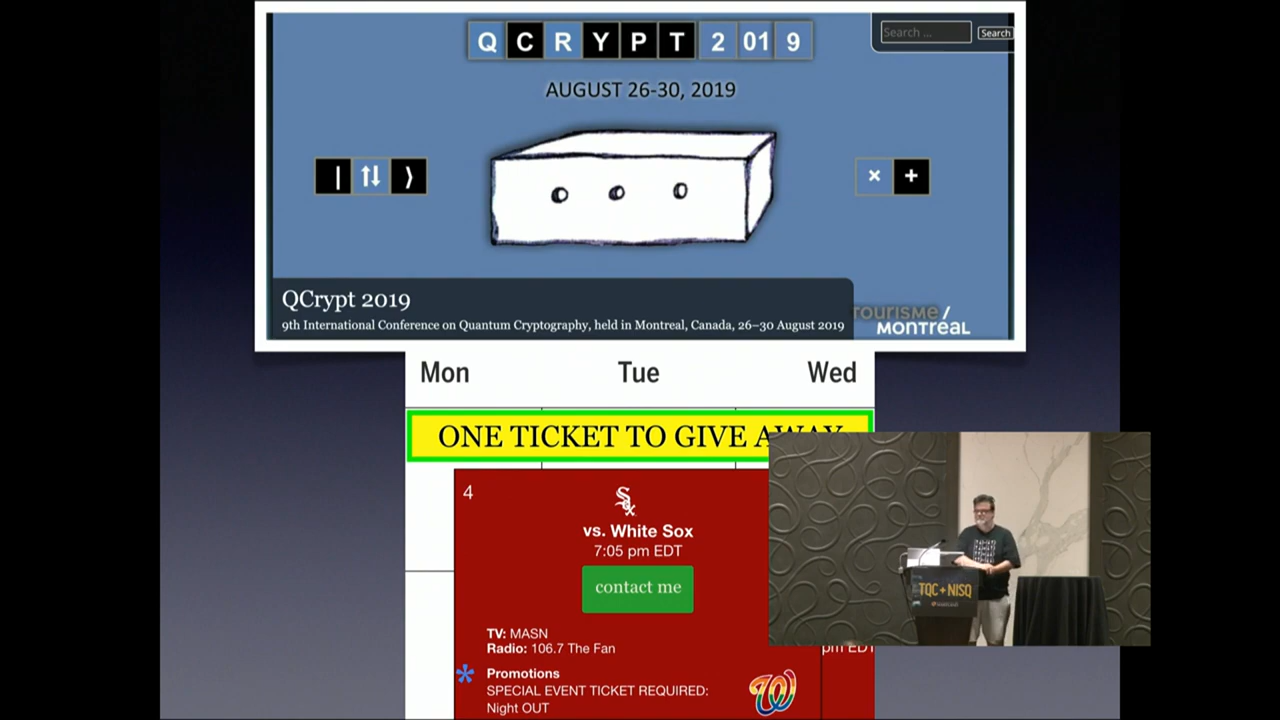 QCRYPT 2019
Search ...
Search
AUGUST 26-30, 2019
| ⇅ ⟩
× +
QCrypt 2019
9th International Conference on Quantum Cryptography, held in Montreal, Canada, 26–30 August 2019
TOURISME /
MONTRÉAL
Mon Tue Wed
ONE TICKET TO GIVE AWAY
4
Sox
vs. White Sox
7:05 pm EDT
contact me
TV: MASN
Radio: 106.7 The Fan
pm EDT
* Promotions
SPECIAL EVENT TICKET REQUIRED:
Night OUT
W
TQC+NISQ